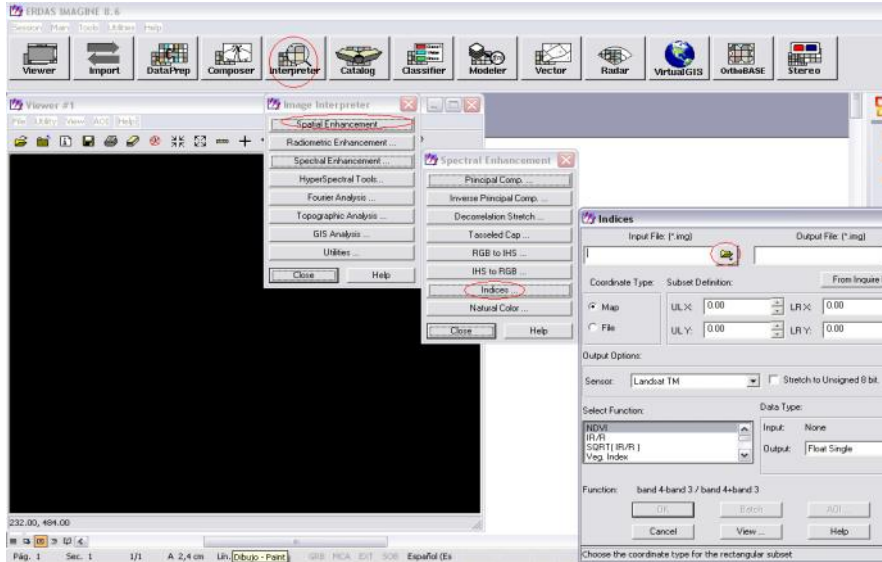 ERDAS IMAGINE 8.6
Session Main Tools Utilities Help
Viewer Import DataPrep Composer Interpreter Catalog Classifier Modeler Vector Radar VirtualGIS OrthoBASE Stereo
Viewer #1
File Utility View AOI Help
Image Interpreter
Spatial Enhancement ...
Radiometric Enhancement ...
Spectral Enhancement ...
HyperSpectral Tools...
Fourier Analysis ...
Topographic Analysis ...
GIS Analysis ...
Utilities ...
Close Help
Spectral Enhancement
Principal Comp. ...
Inverse Principal Comp. ...
Decorrelation Stretch ...
Tasseled Cap ...
RGB to IHS ...
IHS to RGB ...
Indices ...
Natural Color ...
Close Help
Indices
Input File: (*.img) Output File: (*.img)
Coordinate Type: Subset Definition: From Inquire
Map ULX: 0.00 LRX: 0.00
File ULY: 0.00 LRY: 0.00
Output Options:
Sensor: Landsat TM Stretch to Unsigned 8 bit.
Select Function: Data Type:
NDVI Input: None
IR/R
SQRT( IR/R ) Output: Float Single
Veg. Index
Function: band 4-band 3 / band 4+band 3
OK Batch AOI ...
Cancel View ... Help
Choose the coordinate type for the rectangular subset
232.00, 484.00
Pág. 1 Sec. 1 1/1 A 2,4 cm Lín. Dibujo - Paint GRB MCA EXT SOB Español (Es